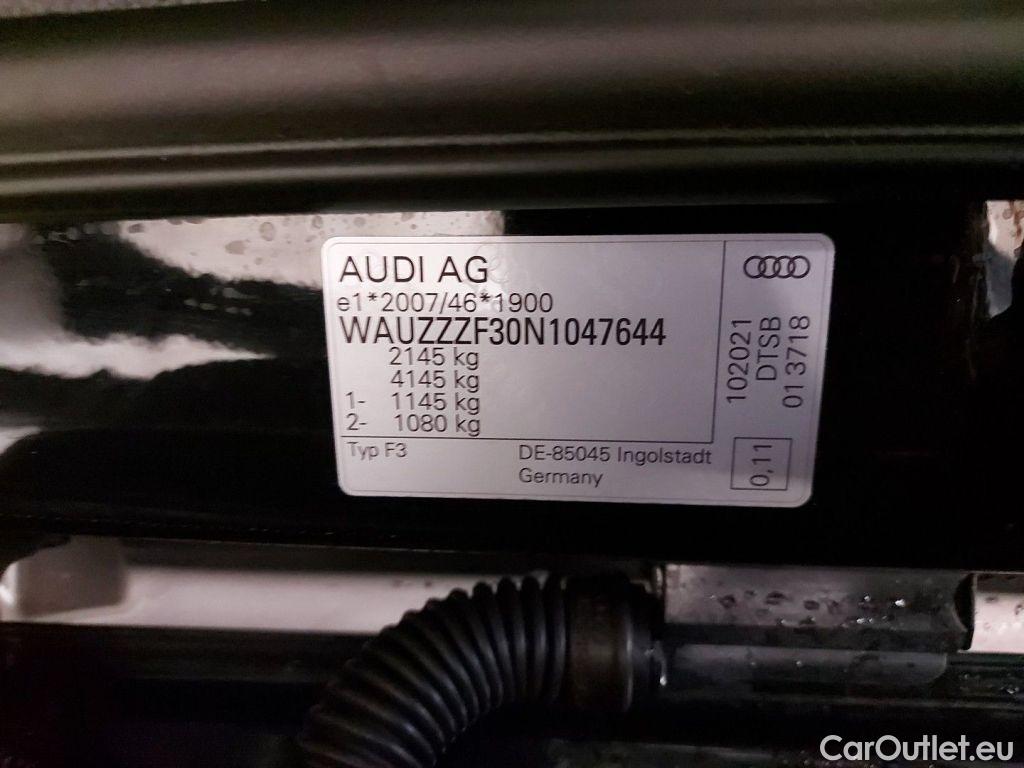 AUDI AG
e1*2007/46*1900
WAUZZZF30N1047644
2145 kg
4145 kg
1- 1145 kg
2- 1080 kg
Typ F3
DE-85045 Ingolstadt
Germany
102021
DTSB
013718
0,11
CarOutlet.eu